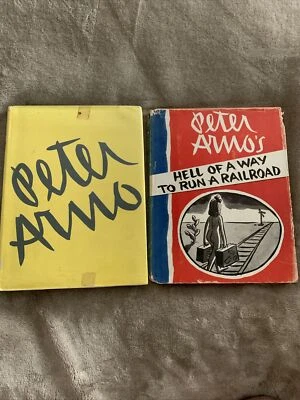 Peter
Arno
Peter
Arno's
HELL OF A WAY
TO RUN A RAILROAD